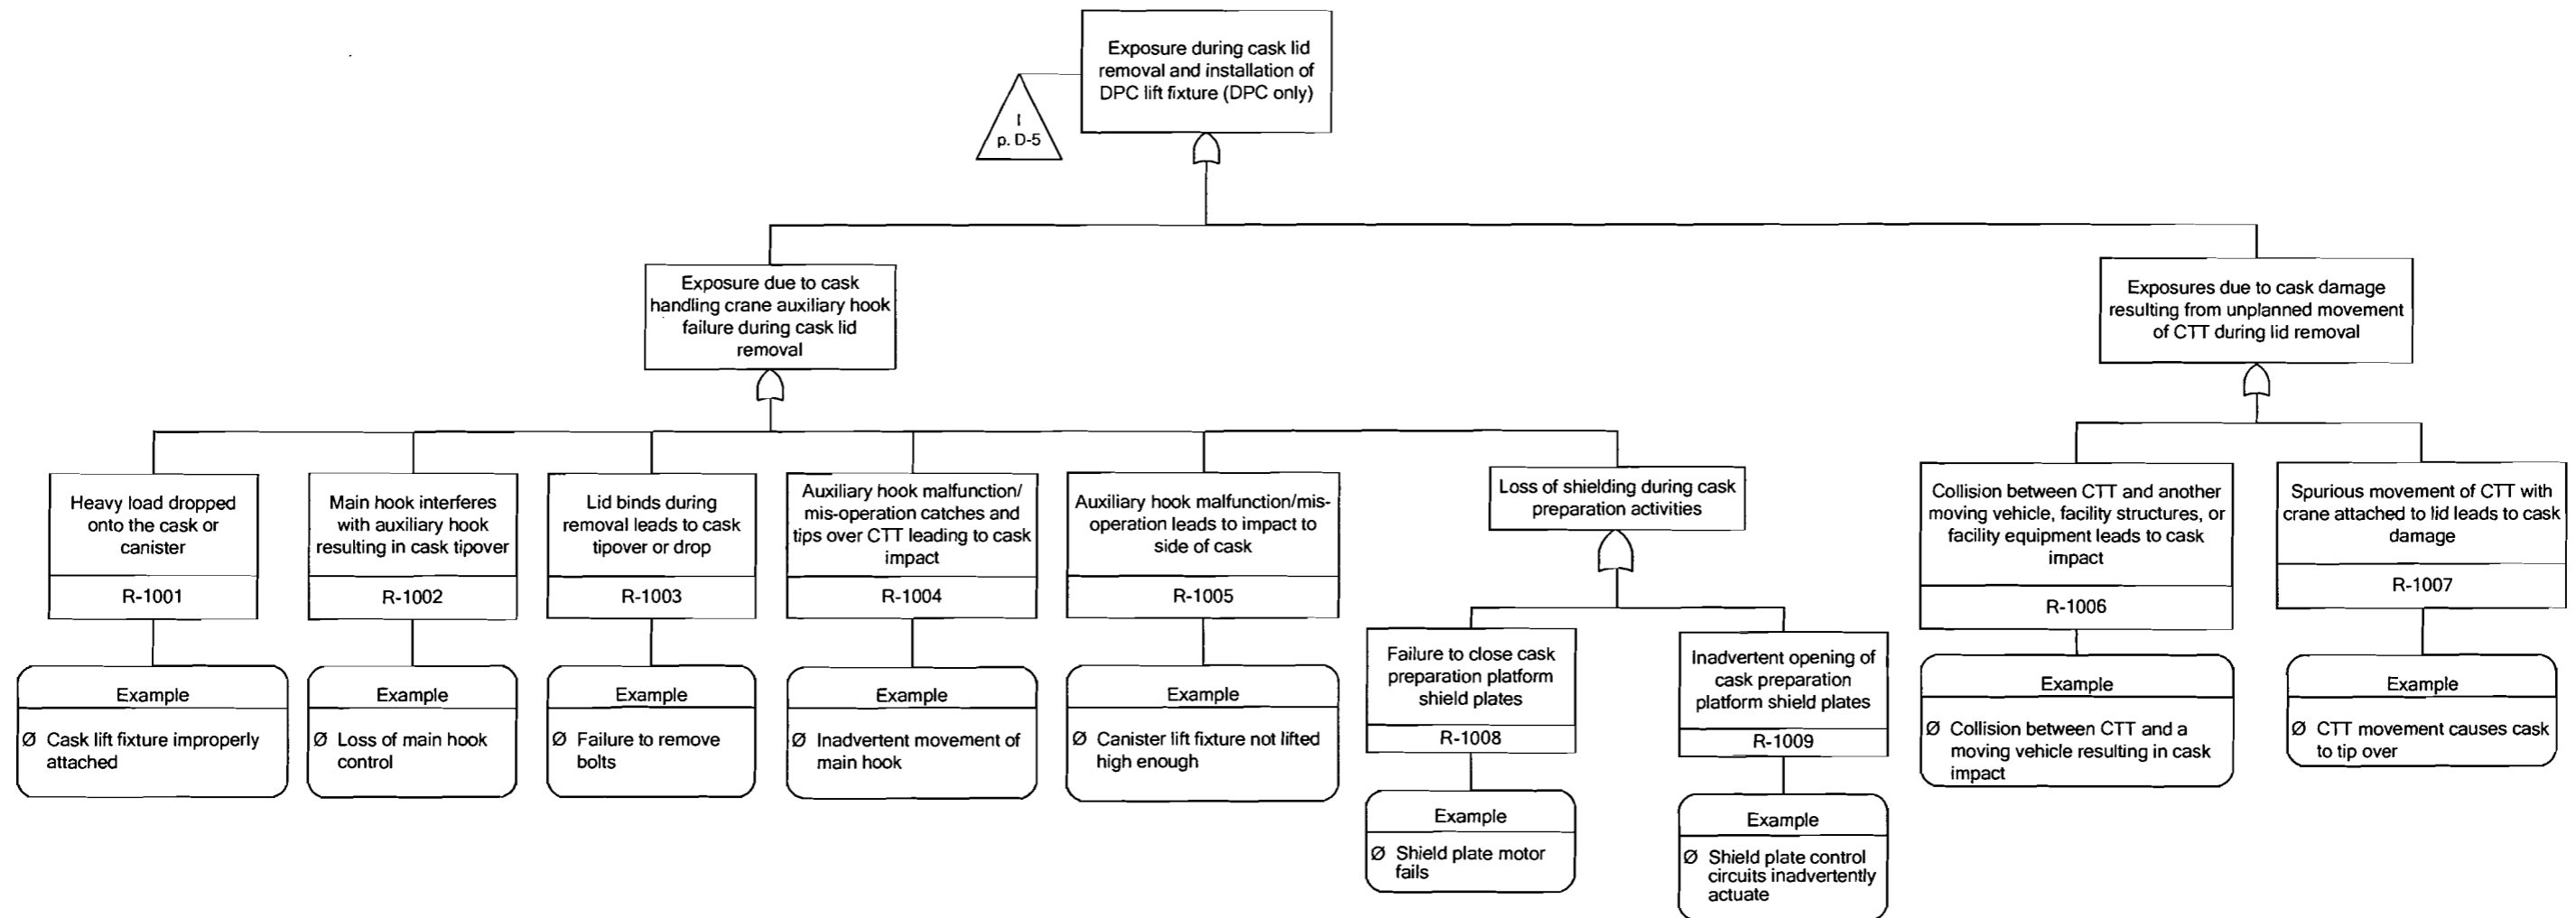 Exposure during cask lid
removal and installation of
DPC lift fixture (DPC only)
I
p. D-5
Exposure due to cask
handling crane auxiliary hook
failure during cask lid
removal
Exposures due to cask damage
resulting from unplanned movement
of CTT during lid removal
Heavy load dropped
onto the cask or
canister
R-1001
Main hook interferes
with auxiliary hook
resulting in cask tipover
R-1002
Lid binds during
removal leads to cask
tipover or drop
R-1003
Auxiliary hook malfunction/
mis-operation catches and
tips over CTT leading to cask
impact
R-1004
Auxiliary hook malfunction/mis-
operation leads to impact to
side of cask
R-1005
Loss of shielding during cask
preparation activities
Collision between CTT and another
moving vehicle, facility structures, or
facility equipment leads to cask
impact
R-1006
Spurious movement of CTT with
crane attached to lid leads to cask
damage
R-1007
Failure to close cask
preparation platform
shield plates
R-1008
Inadvertent opening of
cask preparation
platform shield plates
R-1009
Example
Ø Cask lift fixture improperly
attached
Example
Ø Loss of main hook
control
Example
Ø Failure to remove
bolts
Example
Ø Inadvertent movement of
main hook
Example
Ø Canister lift fixture not lifted
high enough
Example
Ø Shield plate motor
fails
Example
Ø Shield plate control
circuits inadvertently
actuate
Example
Ø Collision between CTT and a
moving vehicle resulting in cask
impact
Example
Ø CTT movement causes cask
to tip over